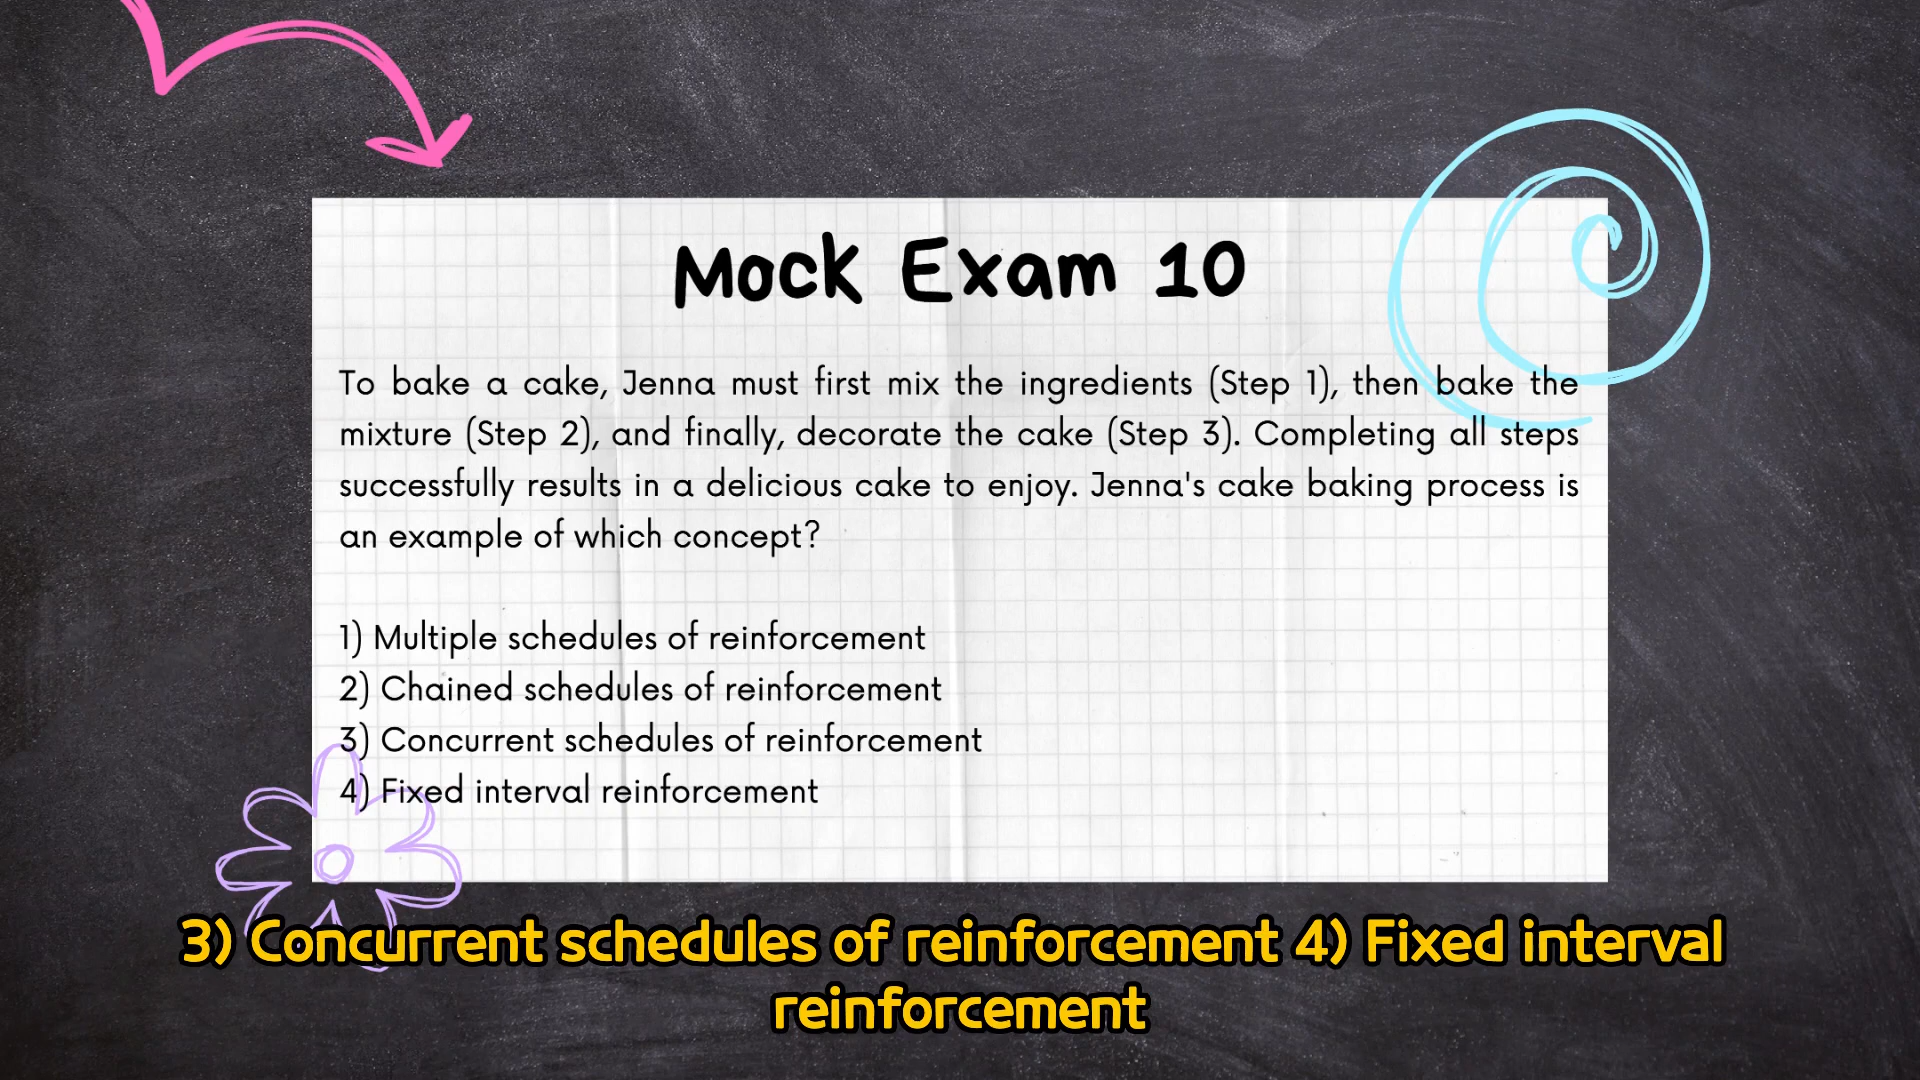 Mock Exam 10
To bake a cake, Jenna must first mix the ingredients (Step 1), then bake the
mixture (Step 2), and finally, decorate the cake (Step 3). Completing all steps
successfully results in a delicious cake to enjoy. Jenna's cake baking process is
an example of which concept?
1) Multiple schedules of reinforcement
2) Chained schedules of reinforcement
3) Concurrent schedules of reinforcement
4) Fixed interval reinforcement
3) Concurrent schedules of reinforcement 4) Fixed interval
reinforcement